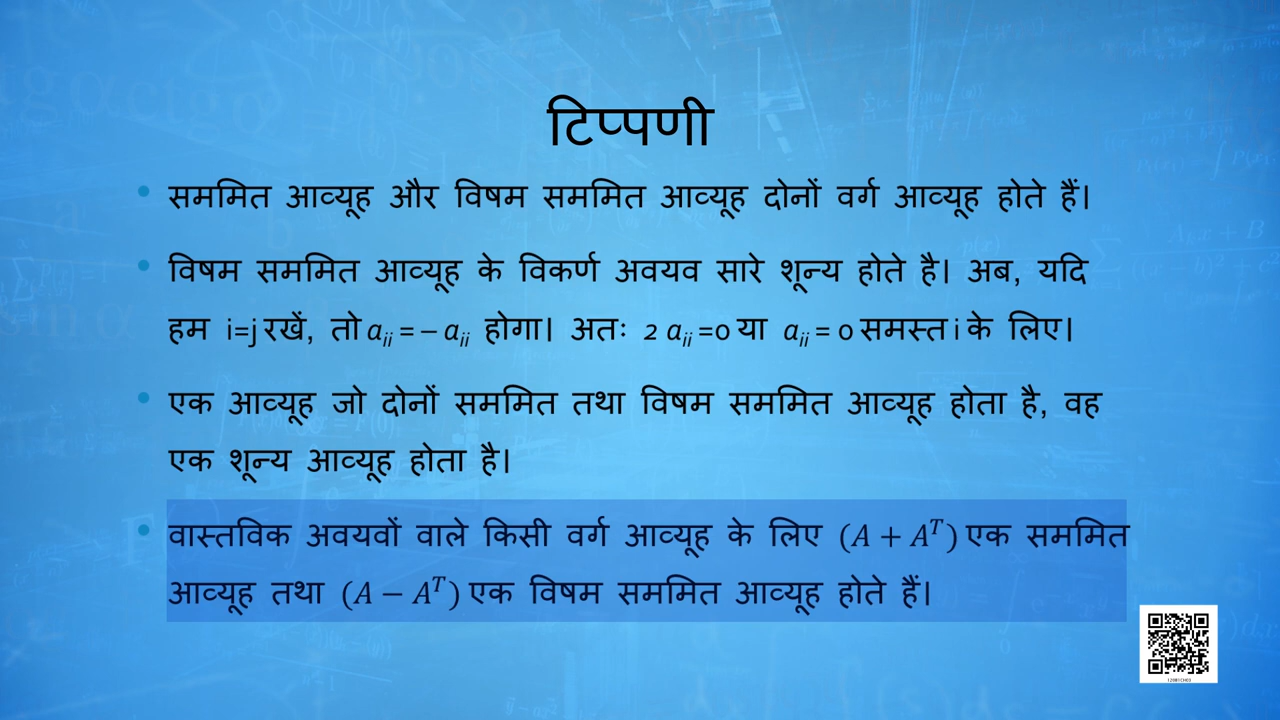 टिप्पणी
सममित आव्यूह और विषम सममित आव्यूह दोनों वर्ग आव्यूह होते हैं।
विषम सममित आव्यूह के विकर्ण अवयव सारे शून्य होते है। अब, यदि
हम i=j रखें, तो aᵢᵢ = – aᵢᵢ होगा। अतः 2 aᵢᵢ =0 या aᵢᵢ = 0 समस्त i के लिए।
एक आव्यूह जो दोनों सममित तथा विषम सममित आव्यूह होता है, वह
एक शून्य आव्यूह होता है।
वास्तविक अवयवों वाले किसी वर्ग आव्यूह के लिए (A + Aᵀ) एक सममित
आव्यूह तथा (A − Aᵀ) एक विषम सममित आव्यूह होते हैं।